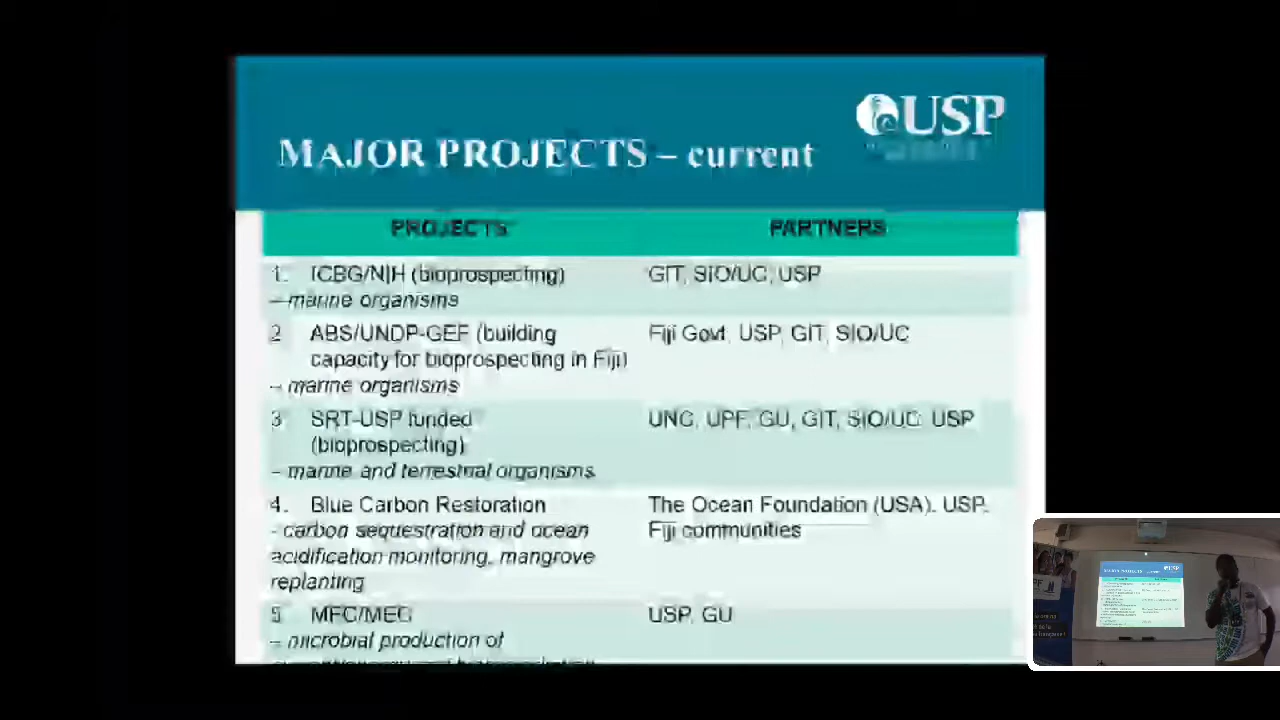 USP
MAJOR PROJECTS – current
PROJECTS PARTNERS
1. ICBG/NIH (bioprospecting) GIT, SIO/UC, USP
– marine organisms
2 ABS/UNDP-GEF (building Fiji Govt, USP, GIT, SIO/UC
capacity for bioprospecting in Fiji)
– marine organisms
3 SRT-USP funded UNC, UPF, GU, GIT, SIO/UC USP
(bioprospecting)
– marine and terrestrial organisms
4. Blue Carbon Restoration The Ocean Foundation (USA). USP,
- carbon sequestration and ocean Fiji communities
acidification monitoring, mangrove
replanting
5 MFC/MEC USP, GU
– microbial production of
MAJOR PROJECTS
USP